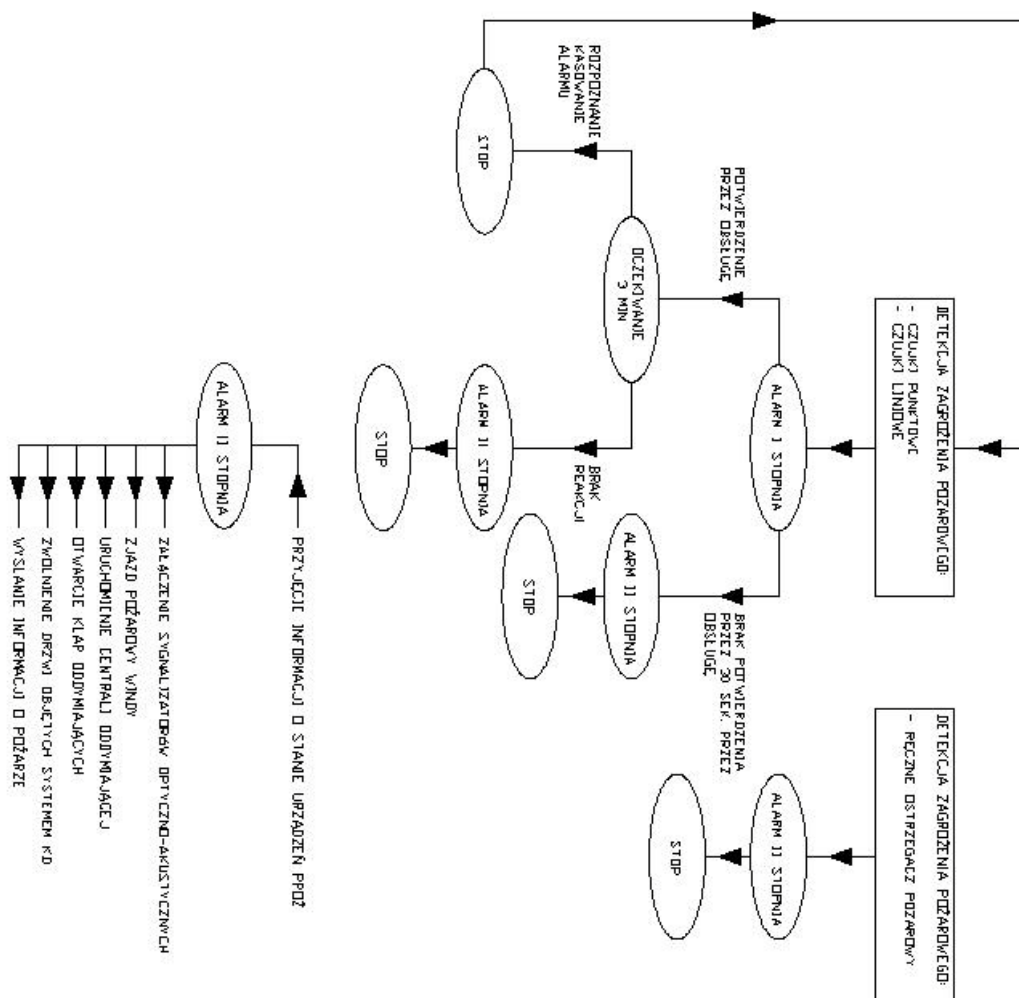 DETEKCJA ZAGROŻENIA POŻAROWEGO:
- CZUJKI PUNKTOWE
- CZUJKI LINIOWE
DETEKCJA ZAGROŻENIA POŻAROWEGO:
- RĘCZNE OSTRZEGACZ POŻAROWY
ALARM I STOPNIA
ALARM II STOPNIA
POTWIERDZENIE
PRZEZ OBSŁUGĘ
BRAK POTWIERDZENIA
PRZEZ 30 SEK. PRZEZ
OBSŁUGĘ
STOP
OCZEKIWANIE
3 MIN
ALARM II STOPNIA
ROZPOZNANIE
KASOWANIE
ALARMU
BRAK
REAKCJI
STOP
STOP
ALARM II STOPNIA
STOP
PRZYJĘCIE INFORMACJI O STANIE URZĄDZEŃ PPOŻ
ALARM II STOPNIA
ZAŁĄCZENIE SYGNALIZATORÓW OPTYCZNO-AKUSTYCZNYCH
ZJAZD POŻAROWY WINDY
URUCHOMIENIE CENTRALI ODDYMIAJĄCEJ
OTWARCIE KLAP ODDYMIAJĄCYCH
ZWOLNIENIE DRZWI OBJĘTYCH SYSTEMEM KD
WYSLANIE INFORMACJI O POŻARZE